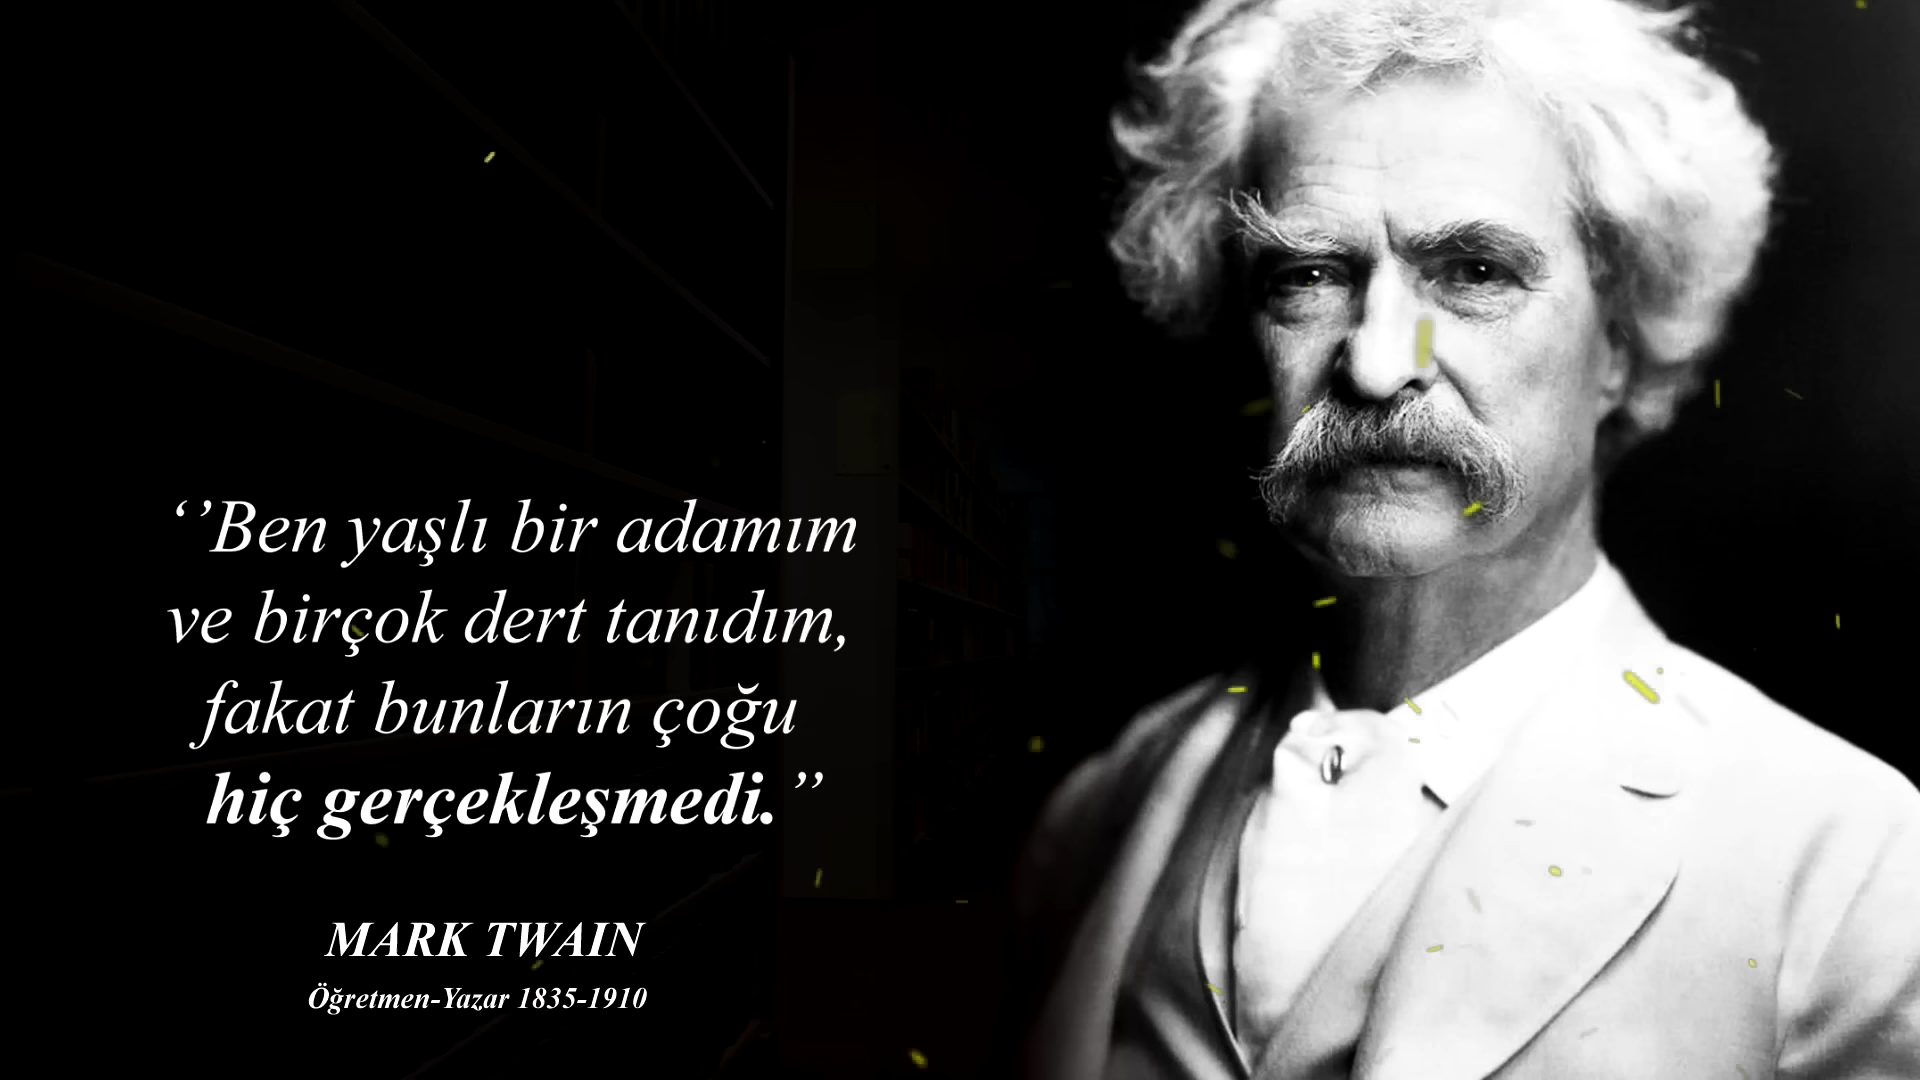 ‘’Ben yaşlı bir adamım
ve birçok dert tanıdım,
fakat bunların çoğu
hiç gerçekleşmedi.’’
MARK TWAIN
Öğretmen-Yazar 1835-1910